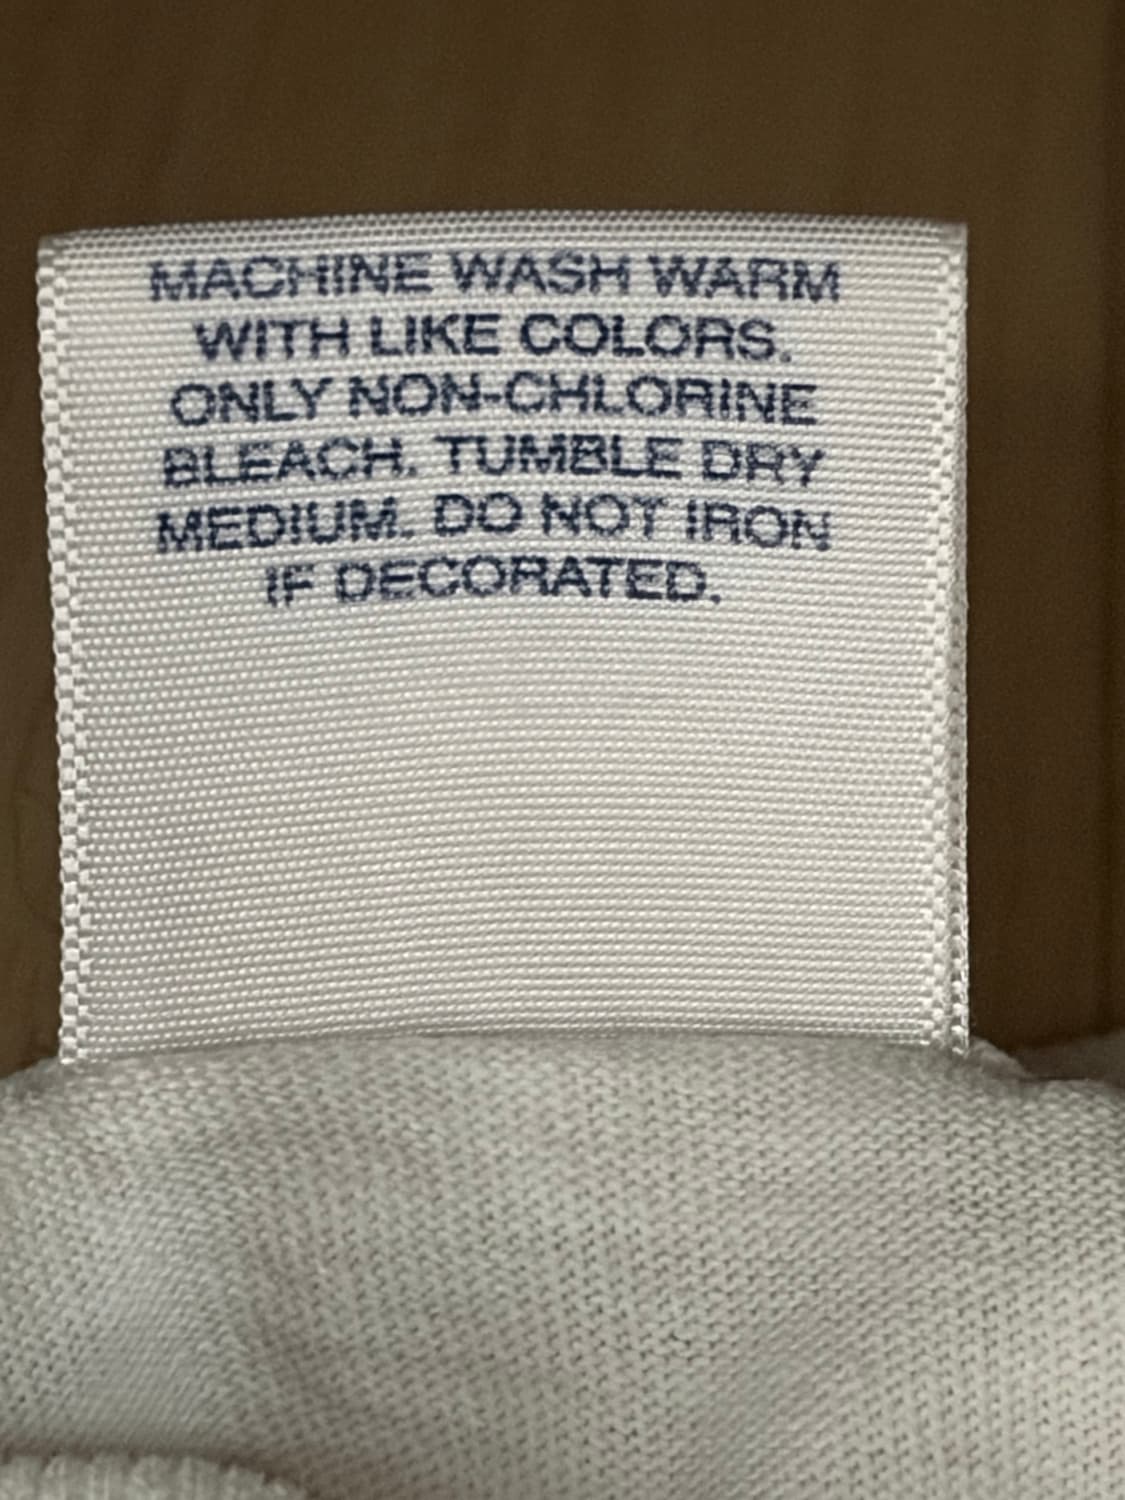 MACHINE WASH WARM
WITH LIKE COLORS.
ONLY NON-CHLORINE
BLEACH. TUMBLE DRY
MEDIUM. DO NOT IRON
IF DECORATED.